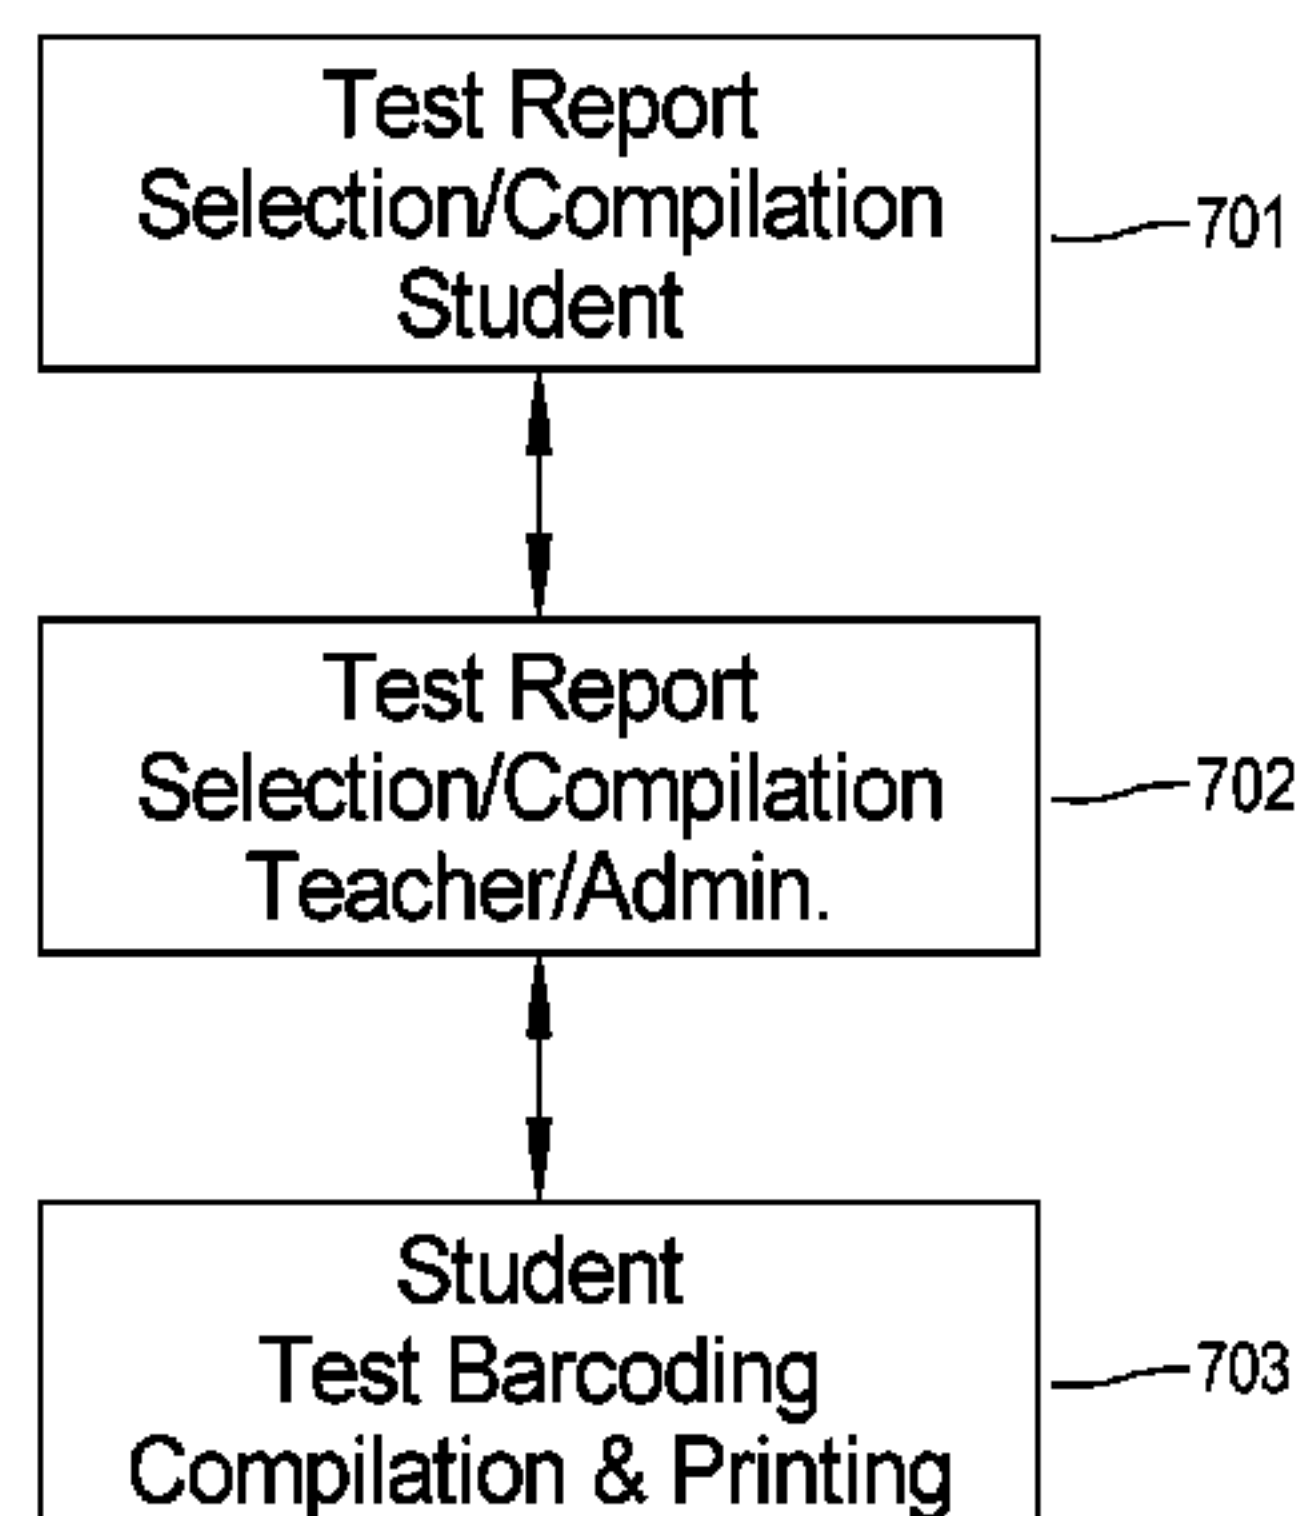 Test Report
Selection/Compilation
Student
701
Test Report
Selection/Compilation
Teacher/Admin.
702
Student
Test Barcoding
Compilation & Printing
703